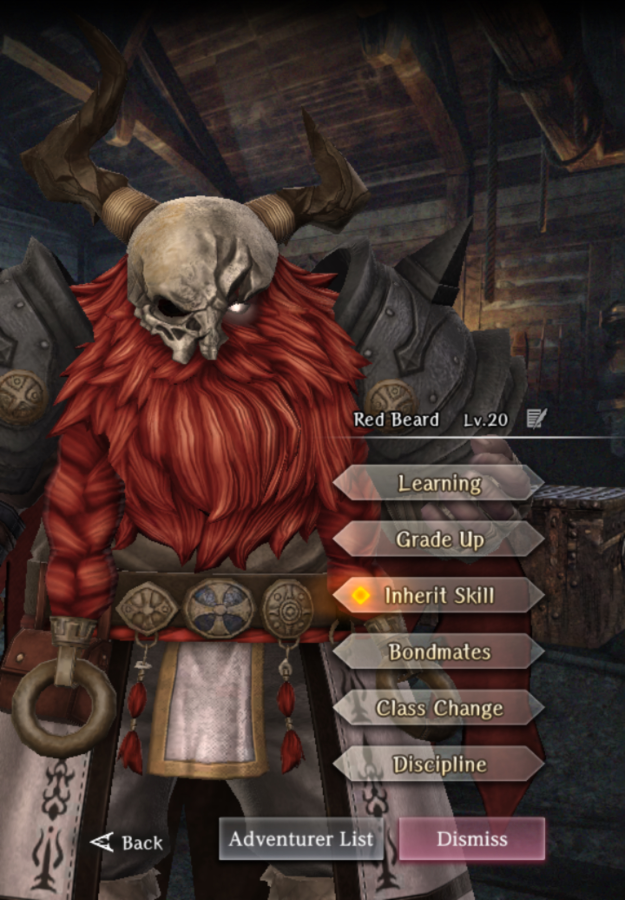 Red Beard Lv.20
Learning
Grade Up
Inherit Skill
Bondmates
Class Change
Discipline
Back
Adventurer List
Dismiss